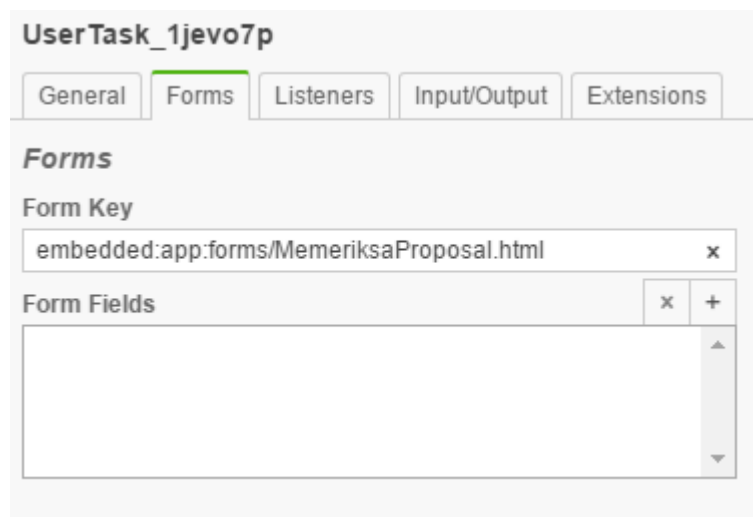 UserTask_1jevo7p
General Forms Listeners Input/Output Extensions
Forms
Form Key
embedded:app:forms/MemeriksaProposal.html x
Form Fields x +